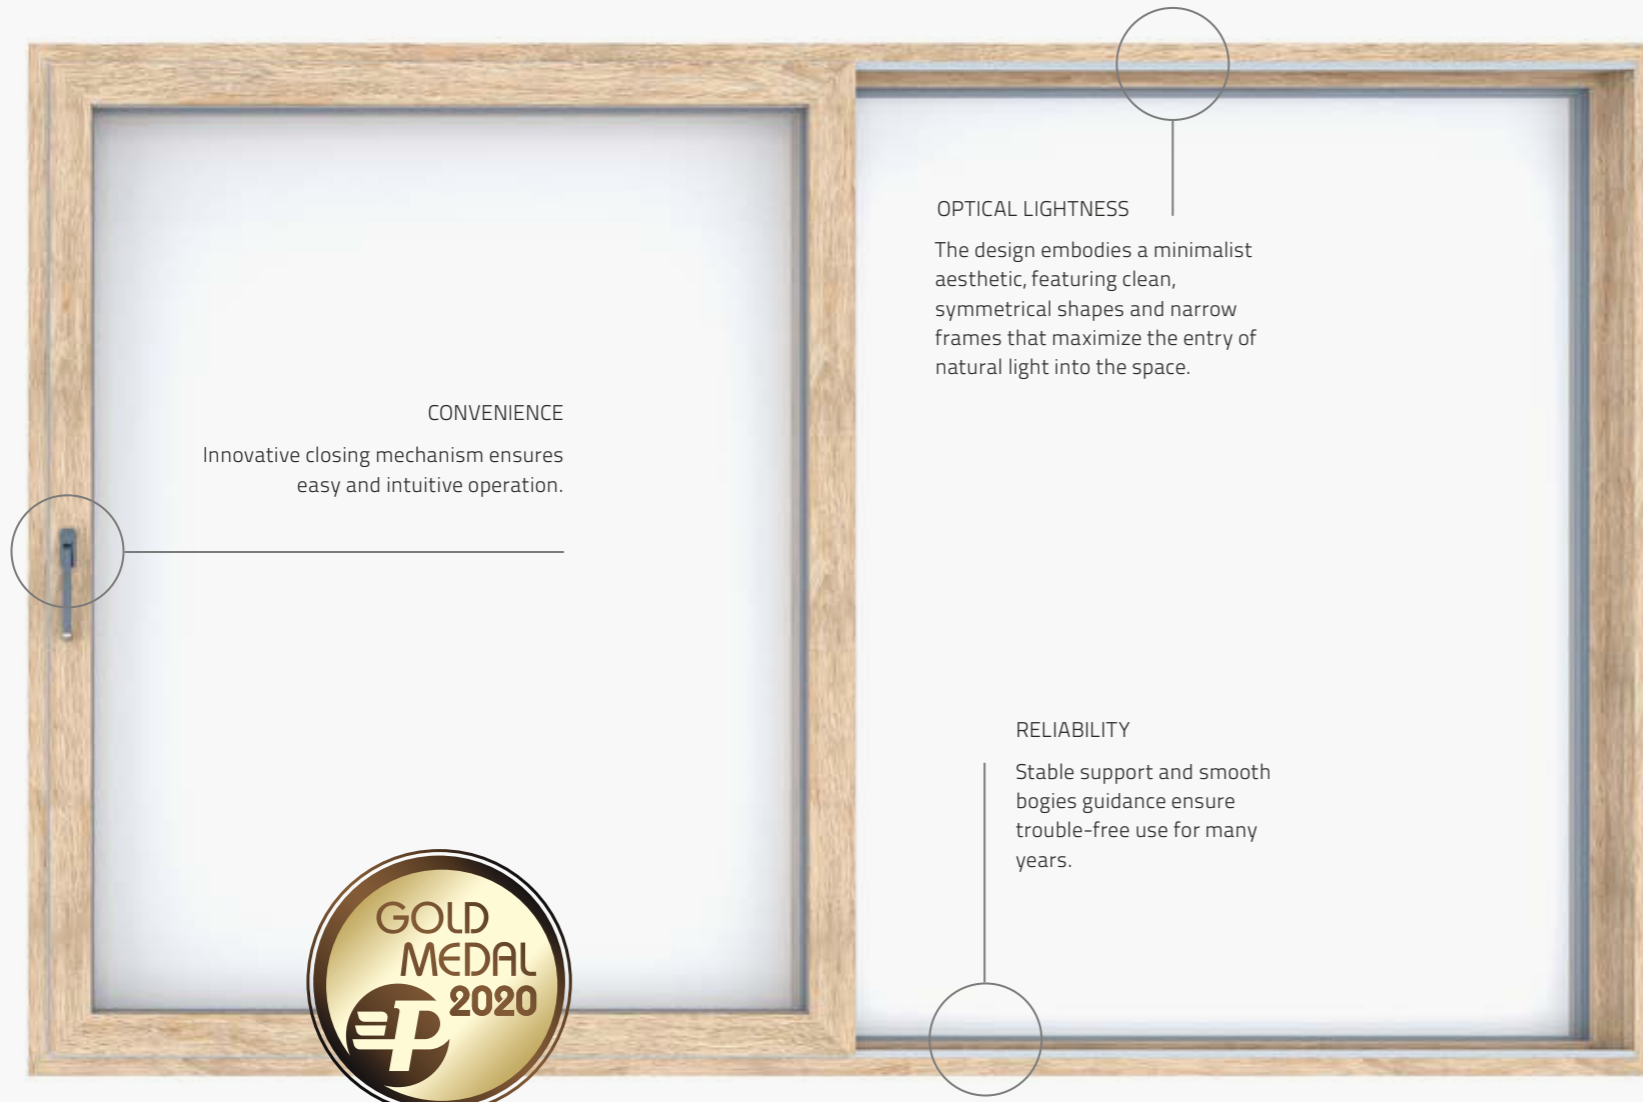 OPTICAL LIGHTNESS
The design embodies a minimalist
aesthetic, featuring clean,
symmetrical shapes and narrow
frames that maximize the entry of
natural light into the space.
CONVENIENCE
Innovative closing mechanism ensures
easy and intuitive operation.
RELIABILITY
Stable support and smooth
bogies guidance ensure
trouble-free use for many
years.
GOLD
MEDAL
2020